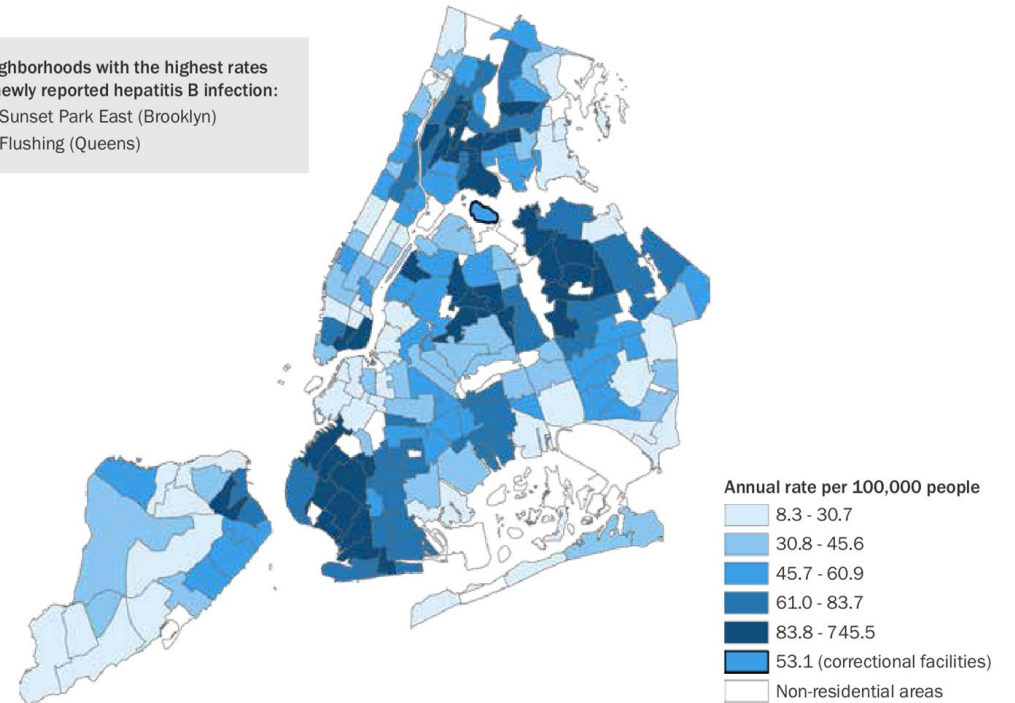 ghborhoods with the highest rates
ewly reported hepatitis B infection:
Sunset Park East (Brooklyn)
Flushing (Queens)
Annual rate per 100,000 people
8.3 - 30.7
30.8 - 45.6
45.7 - 60.9
61.0 - 83.7
83.8 - 745.5
53.1 (correctional facilities)
Non-residential areas